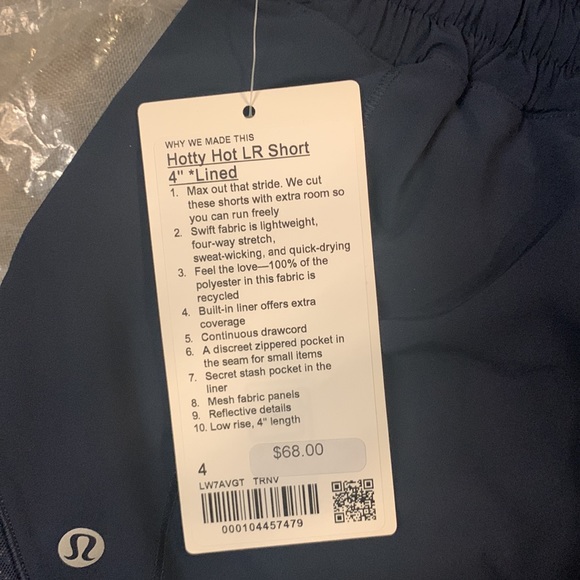 WHY WE MADE THIS
Hotty Hot LR Short
4" *Lined
1. Max out that stride. We cut
these shorts with extra room so
you can run freely
2. Swift fabric is lightweight,
four-way stretch,
sweat-wicking, and quick-drying
3. Feel the love—100% of the
polyester in this fabric is
recycled
4. Built-in liner offers extra
coverage
5. Continuous drawcord
6. A discreet zippered pocket in
the seam for small items
7. Secret stash pocket in the
liner
8. Mesh fabric panels
9. Reflective details
10. Low rise, 4" length
$68.00
4
LW7AVGT TRNV
000104457479